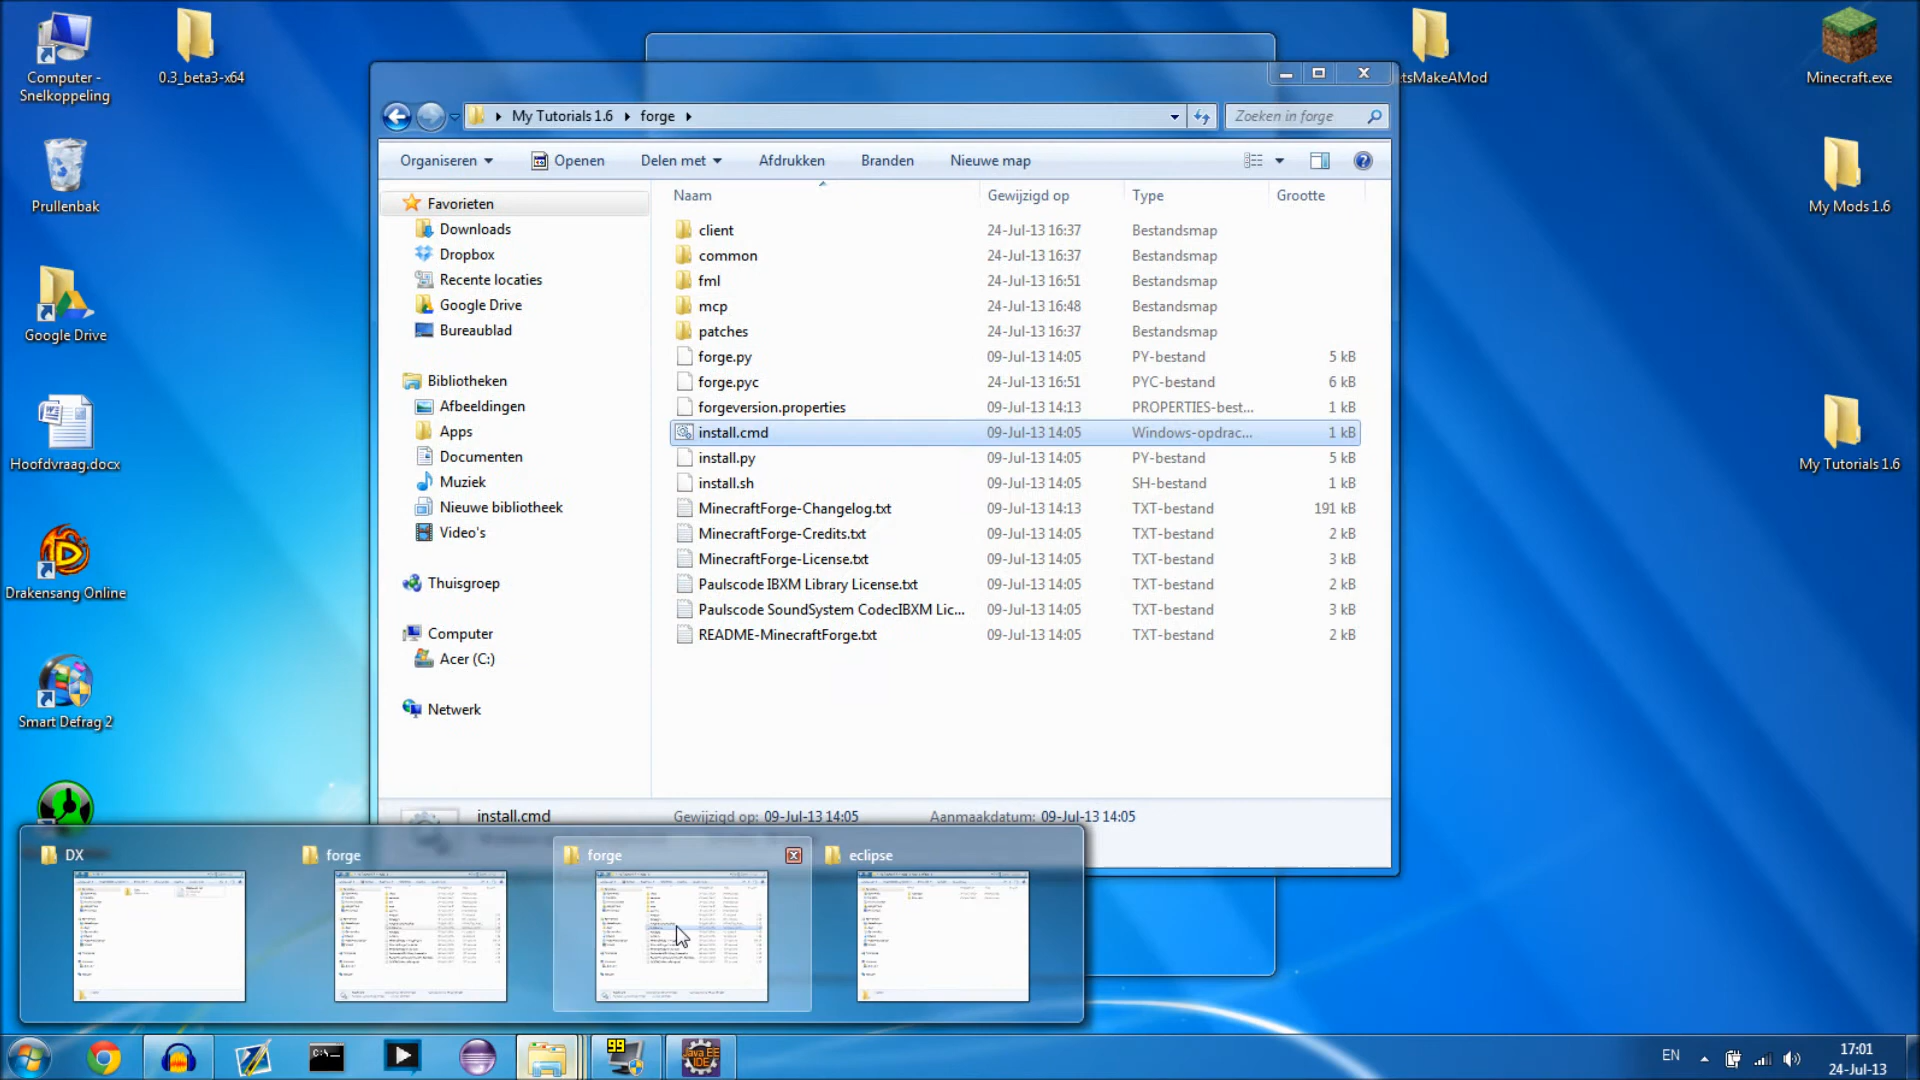 Computer -
Snelkoppeling
0.3_beta3-x64
tsMakeAMod
Minecraft.exe
Prullenbak
My Mods 1.6
Google Drive
Hoofdvraag.docx
My Tutorials 1.6
Drakensang Online
Smart Defrag 2
My Tutorials 1.6
forge
Zoeken in forge
Organiseren
Openen
Delen met
Afdrukken
Branden
Nieuwe map
Favorieten
Downloads
Dropbox
Recente locaties
Google Drive
Bureaublad
Bibliotheken
Afbeeldingen
Apps
Documenten
Muziek
Nieuwe bibliotheek
Video's
Thuisgroep
Computer
Acer (C:)
Netwerk
Naam Gewijzigd op Type Grootte
client 24-Jul-13 16:37 Bestandsmap
common 24-Jul-13 16:37 Bestandsmap
fml 24-Jul-13 16:51 Bestandsmap
mcp 24-Jul-13 16:48 Bestandsmap
patches 24-Jul-13 16:37 Bestandsmap
forge.py 09-Jul-13 14:05 PY-bestand 5 kB
forge.pyc 24-Jul-13 16:51 PYC-bestand 6 kB
forgeversion.properties 09-Jul-13 14:13 PROPERTIES-best... 1 kB
install.cmd 09-Jul-13 14:05 Windows-opdrac... 1 kB
install.py 09-Jul-13 14:05 PY-bestand 5 kB
install.sh 09-Jul-13 14:05 SH-bestand 1 kB
MinecraftForge-Changelog.txt 09-Jul-13 14:13 TXT-bestand 191 kB
MinecraftForge-Credits.txt 09-Jul-13 14:05 TXT-bestand 2 kB
MinecraftForge-License.txt 09-Jul-13 14:05 TXT-bestand 3 kB
Paulscode IBXM Library License.txt 09-Jul-13 14:05 TXT-bestand 2 kB
Paulscode SoundSystem CodecIBXM Lic... 09-Jul-13 14:05 TXT-bestand 3 kB
README-MinecraftForge.txt 09-Jul-13 14:05 TXT-bestand 2 kB
install.cmd Gewijzigd op: 09-Jul-13 14:05 Aanmaakdatum: 09-Jul-13 14:05
DX
forge
forge
eclipse
C:\
99
Java EE
IDE
EN
17:01
24-Jul-13